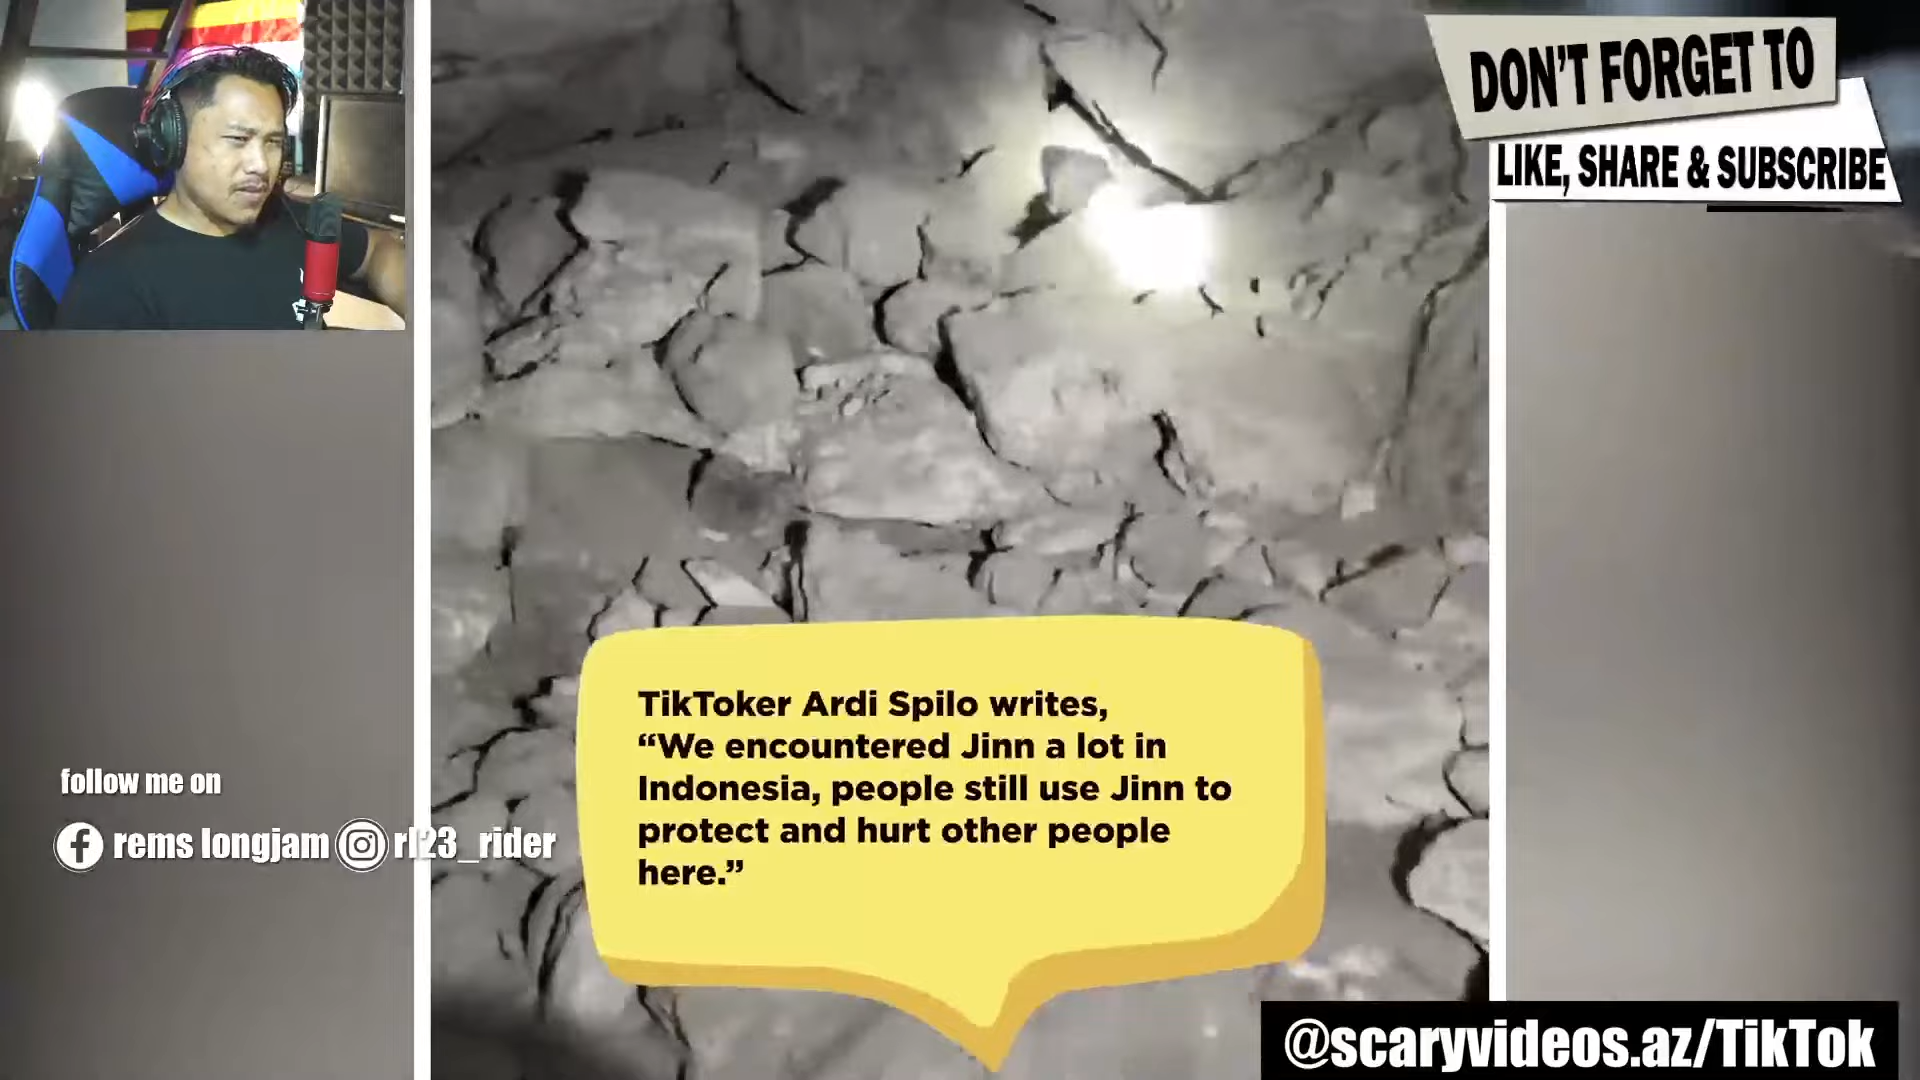 DON'T FORGET TO
LIKE, SHARE & SUBSCRIBE
TikToker Ardi Spilo writes,
“We encountered Jinn a lot in
Indonesia, people still use Jinn to
protect and hurt other people
here.”
follow me on
rems longjam rl23_rider
@scaryvideos.az/TikTok